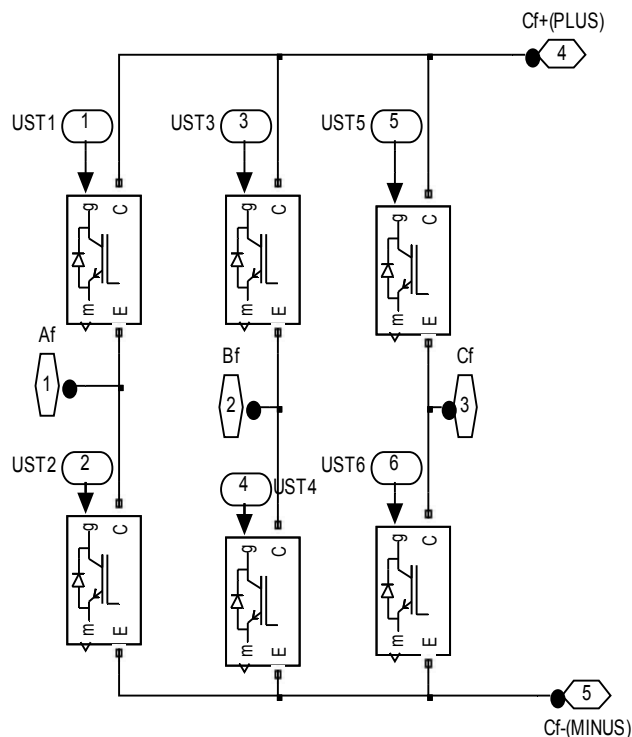 Cf+(PLUS)
4
UST1
1
UST3
3
UST5
5
g
C
m
E
g
C
m
E
g
C
m
E
Af
1
Bf
2
Cf
3
UST2
2
4
UST4
UST6
6
g
C
m
E
g
C
m
E
g
C
m
E
5
Cf-(MINUS)